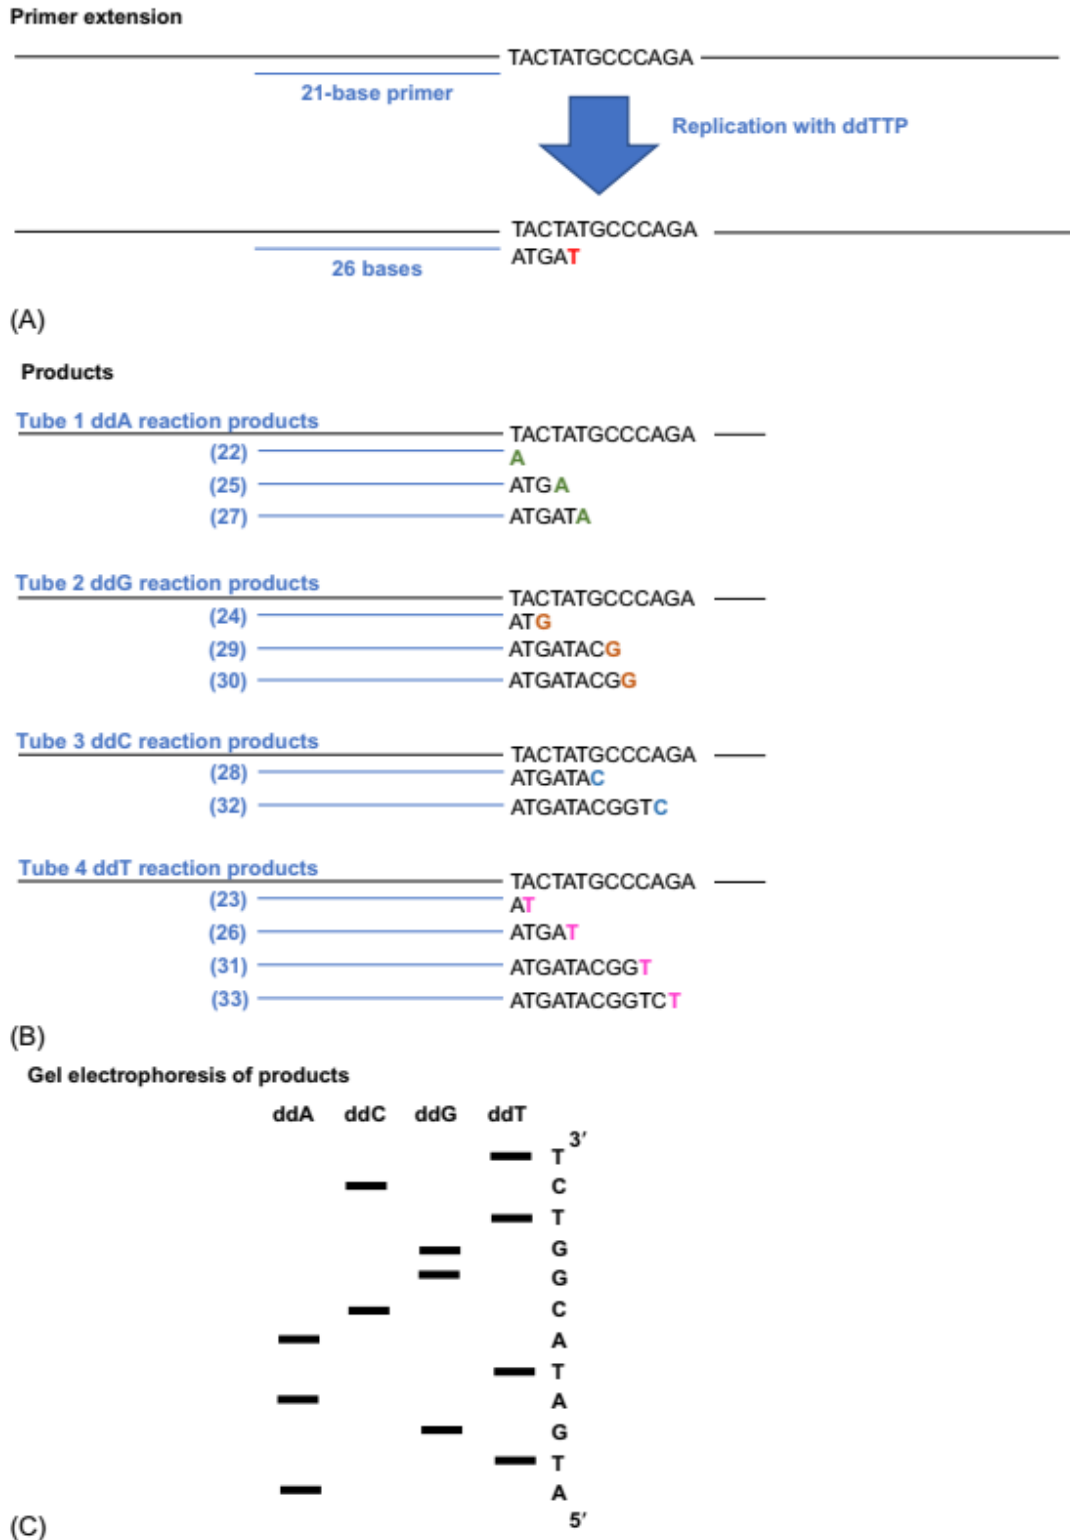 Primer extension
TACTATGCCCAGA
21-base primer
Replication with ddTTP
TACTATGCCCAGA
ATGAT
26 bases
(A)
Products
Tube 1 ddA reaction products
TACTATGCCCAGA
(22)
A
(25)
ATGA
(27)
ATGATA
Tube 2 ddG reaction products
TACTATGCCCAGA
(24)
ATG
(29)
ATGATACG
(30)
ATGATACGG
Tube 3 ddC reaction products
TACTATGCCCAGA
(28)
ATGATAC
(32)
ATGATACGGTC
Tube 4 ddT reaction products
TACTATGCCCAGA
(23)
AT
(26)
ATGAT
(31)
ATGATACGGT
(33)
ATGATACGGTCT
(B)
Gel electrophoresis of products
ddA ddC ddG ddT
3′
T
C
T
G
G
C
A
T
A
G
T
A
5′
(C)